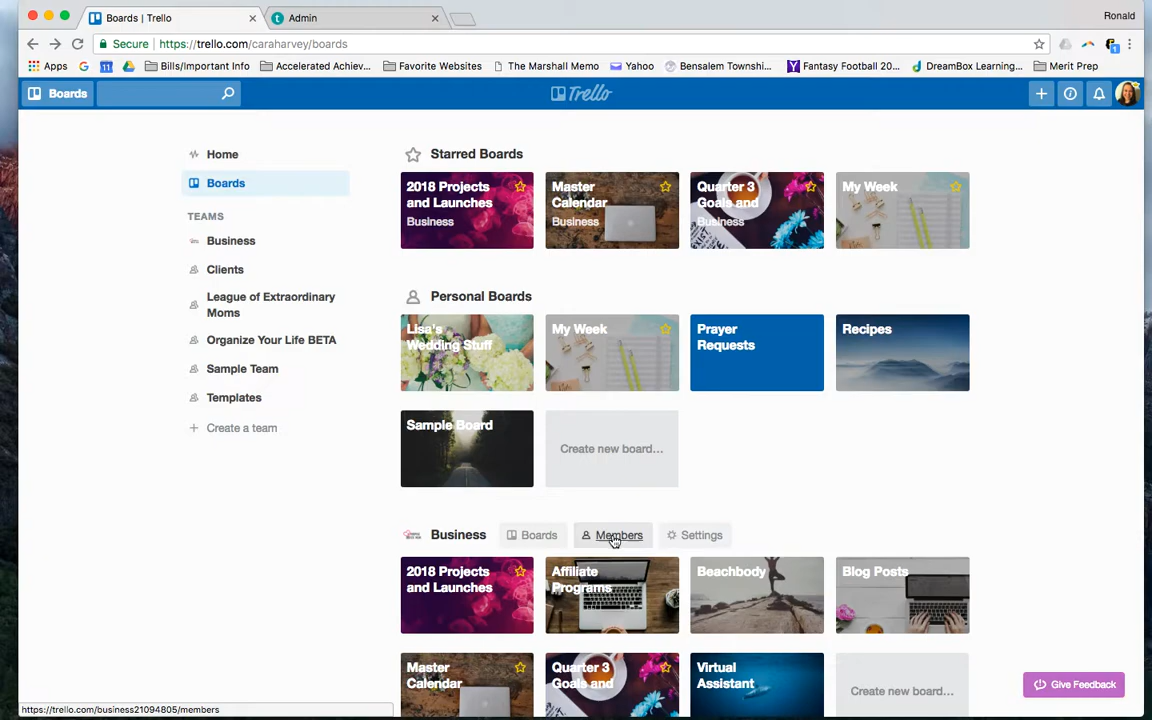 Boards | Trello
Admin
Ronald
Secure
https://trello.com/caraharvey/boards
Apps
Bills/Important Info
Accelerated Achiev...
Favorite Websites
The Marshall Memo
Yahoo
Bensalem Townshi...
Fantasy Football 20...
DreamBox Learning...
Merit Prep
Boards
Trello
Home
Boards
TEAMS
Business
Clients
League of Extraordinary
Moms
Organize Your Life BETA
Sample Team
Templates
Create a team
Starred Boards
2018 Projects
and Launches
Business
Master
Calendar
Business
Quarter 3
Goals and
Business
My Week
Personal Boards
Lisa's
Wedding Stuff
My Week
Prayer
Requests
Recipes
Sample Board
Create new board...
Business
Boards
Members
Settings
2018 Projects
and Launches
Affiliate
Programs
Beachbody
Blog Posts
Master
Calendar
Quarter 3
Goals and
Virtual
Assistant
Create new board...
Give Feedback
https://trello.com/business21094805/members